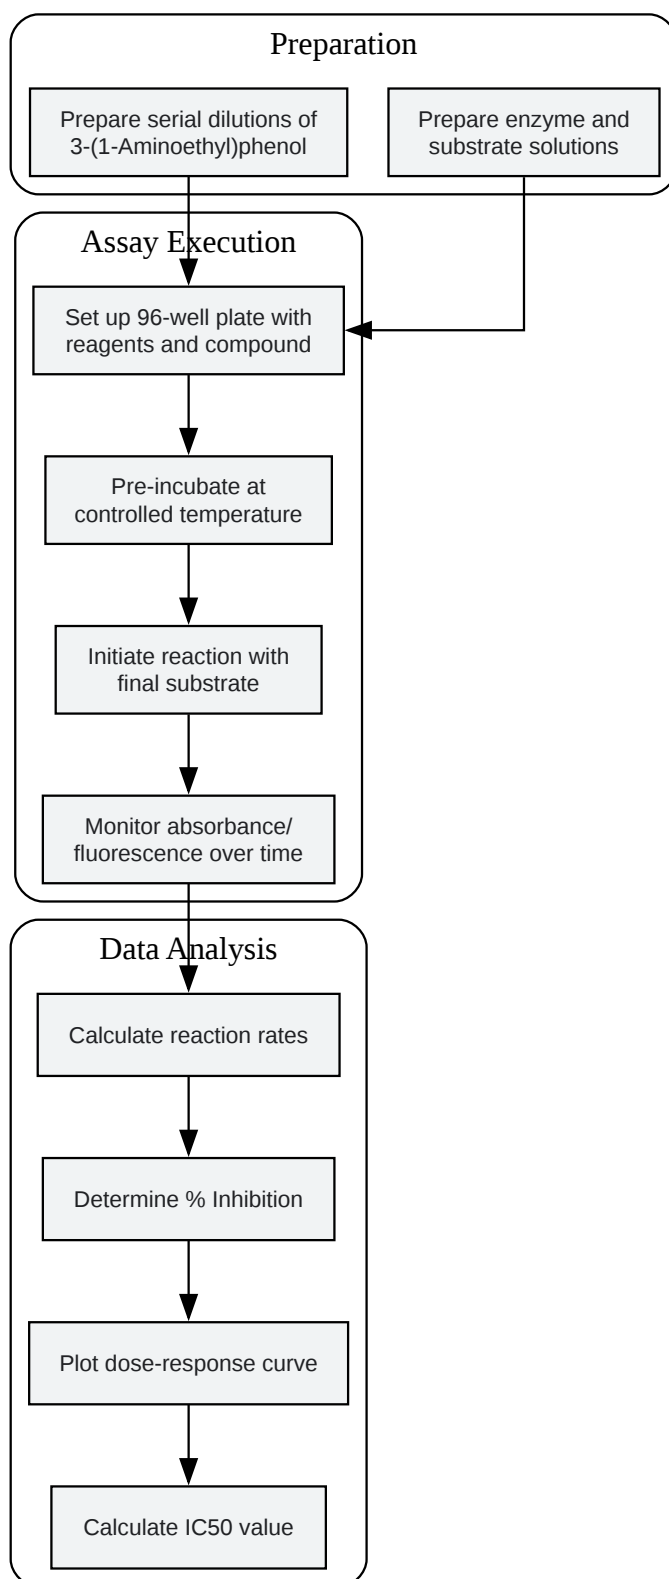 Preparation
Prepare serial dilutions of
3-(1-Aminoethyl)phenol
Prepare enzyme and
substrate solutions
Assay Execution
Set up 96-well plate with
reagents and compound
Pre-incubate at
controlled temperature
Initiate reaction with
final substrate
Monitor absorbance/
fluorescence over time
Data Analysis
Calculate reaction rates
Determine % Inhibition
Plot dose-response curve
Calculate IC50 value